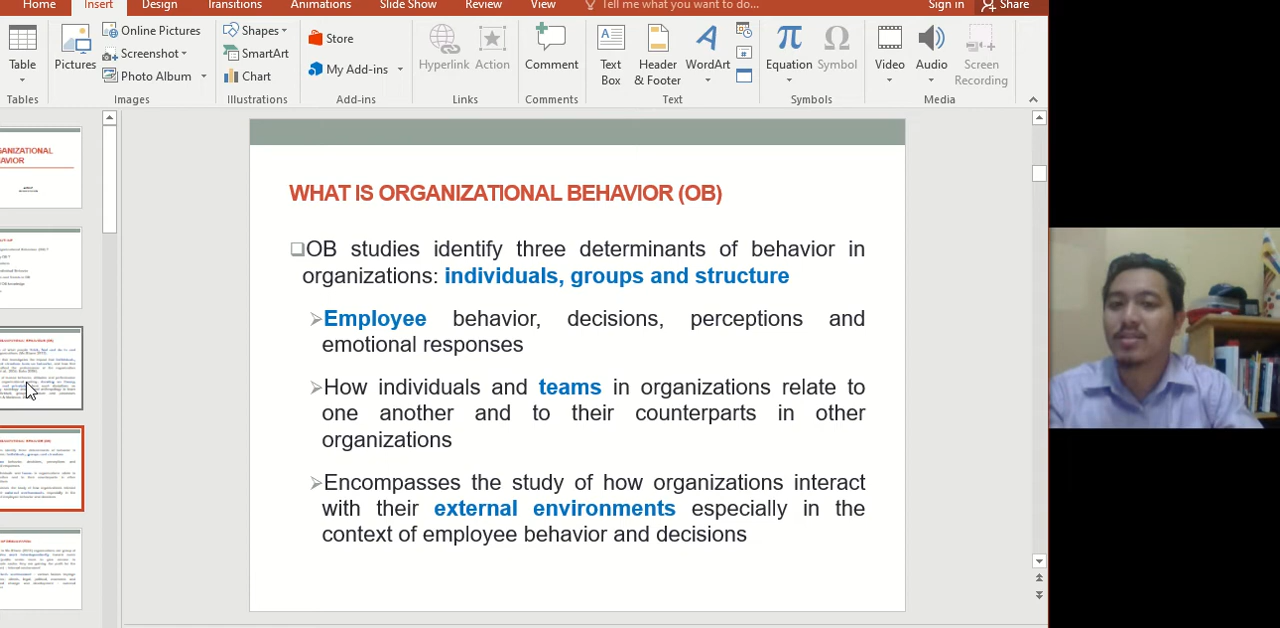 Home Insert Design Transitions Animations Slide Show Review View Tell me what you want to do... Sign in Share
Table
Pictures
Online Pictures
Screenshot
Photo Album
Shapes
SmartArt
Chart
Store
My Add-ins
Hyperlink
Action
Comment
Text Box
Header & Footer
WordArt
Equation
Symbol
Video
Audio
Screen Recording
Tables Images Illustrations Add-ins Links Comments Text Symbols Media
WHAT IS ORGANIZATIONAL BEHAVIOR (OB)
OB studies identify three determinants of behavior in
organizations: individuals, groups and structure
Employee behavior, decisions, perceptions and
emotional responses
How individuals and teams in organizations relate to
one another and to their counterparts in other
organizations
Encompasses the study of how organizations interact
with their external environments especially in the
context of employee behavior and decisions